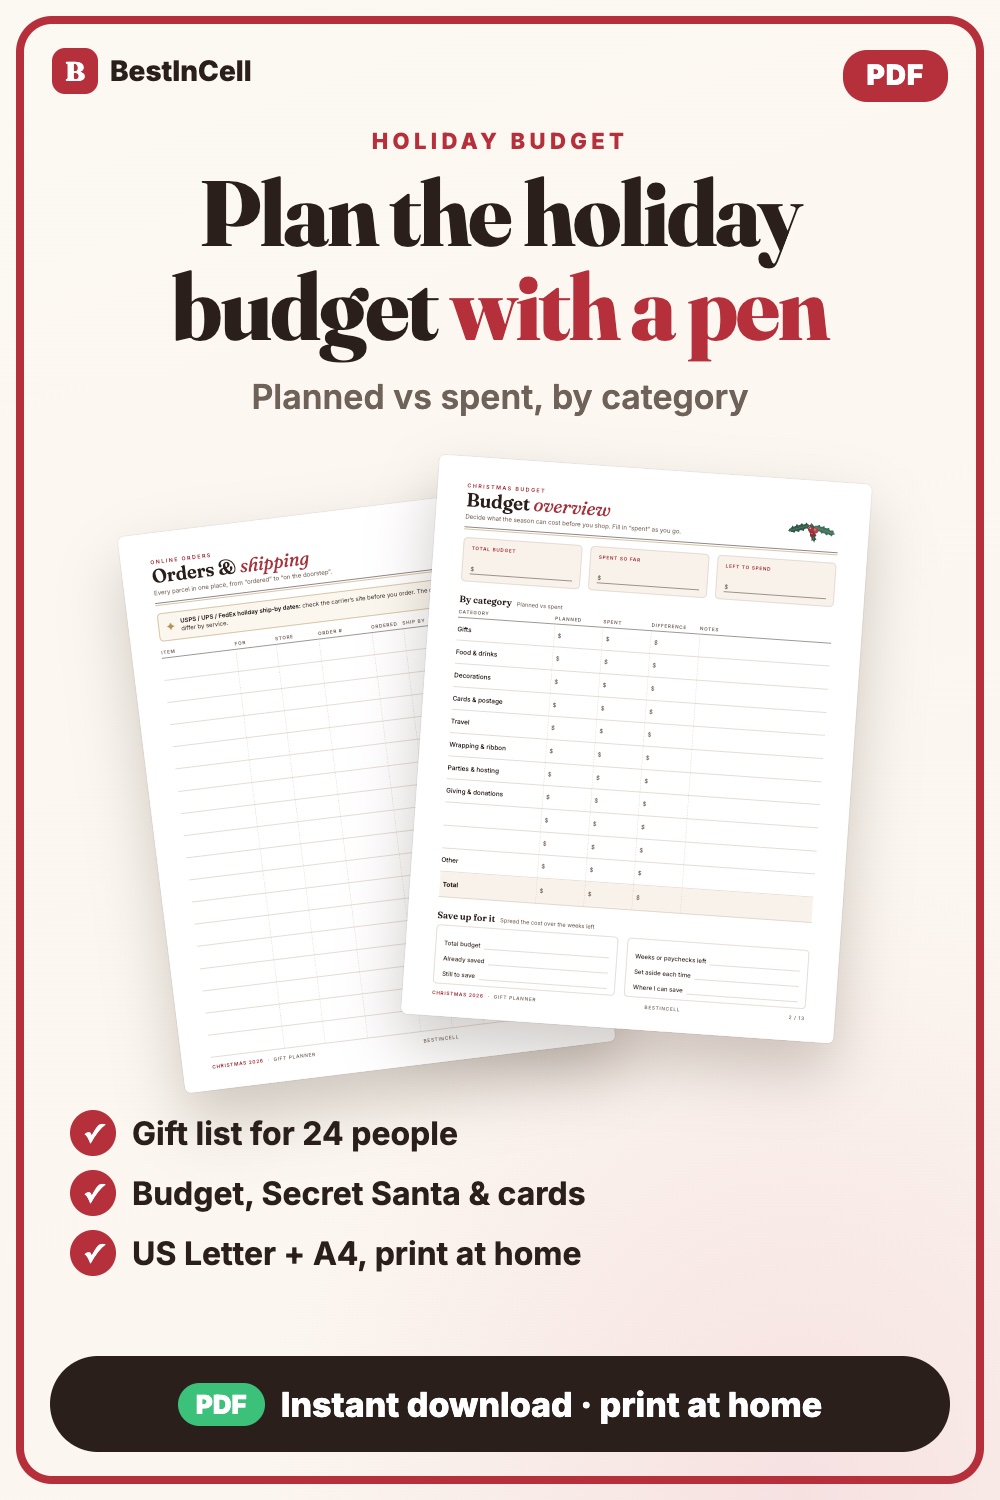 B BestInCell
PDF
HOLIDAY BUDGET
Plan the holiday
budget with a pen
Planned vs spent, by category
ONLINE ORDERS
Orders & shipping
Every parcel in one place, from "ordered" to "on the doorstep".
USPS / UPS / FedEx holiday ship-by dates: check the carrier's site before you order. The
differ by service.
ITEM FOR STORE ORDER # ORDERED SHIP BY
CHRISTMAS 2026 · GIFT PLANNER BESTINCELL
CHRISTMAS BUDGET
Budget overview
Decide what the season can cost before you shop. Fill in "spent" as you go.
TOTAL BUDGET SPENT SO FAR LEFT TO SPEND
$ $ $
By category Planned vs spent
CATEGORY PLANNED SPENT DIFFERENCE NOTES
Gifts $ $ $
Food & drinks $ $ $
Decorations $ $ $
Cards & postage $ $ $
Travel $ $ $
Wrapping & ribbon $ $ $
Parties & hosting $ $ $
Giving & donations $ $ $
$ $ $
$ $ $
Other $ $ $
Total $ $ $
Save up for it Spread the cost over the weeks left
Total budget
Already saved
Still to save
Weeks or paychecks left
Set aside each time
Where I can save
CHRISTMAS 2026 · GIFT PLANNER BESTINCELL 2 / 13
Gift list for 24 people
Budget, Secret Santa & cards
US Letter + A4, print at home
PDF Instant download · print at home